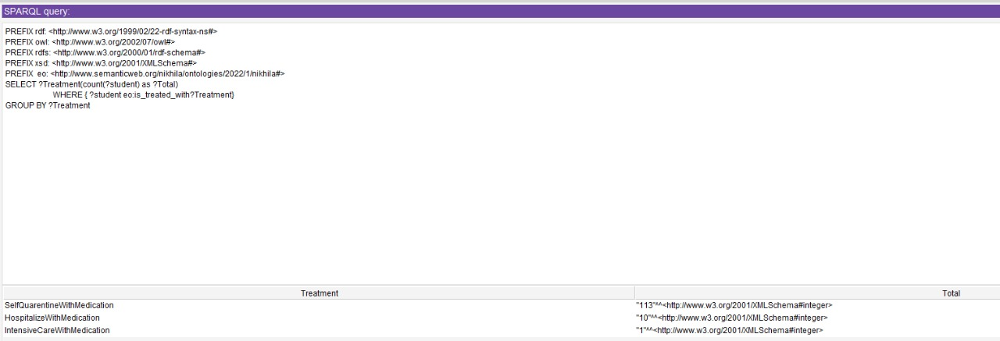 SPARQL query:
PREFIX rdf: <http://www.w3.org/1999/02/22-rdf-syntax-ns#>
PREFIX owl: <http://www.w3.org/2002/07/owl#>
PREFIX rdfs: <http://www.w3.org/2000/01/rdf-schema#>
PREFIX xsd: <http://www.w3.org/2001/XMLSchema#>
PREFIX eo: <http://www.semanticweb.org/nikhila/ontologies/2022/1/nikhila#>
SELECT ?Treatment(count(?student) as ?Total)
WHERE { ?student eo:is_treated_with?Treatment}
GROUP BY ?Treatment
Treatment Total
SelfQuarentineWithMedication "113"^^<http://www.w3.org/2001/XMLSchema#integer>
HospitalizeWithMedication "10"^^<http://www.w3.org/2001/XMLSchema#integer>
IntensiveCareWithMedication "1"^^<http://www.w3.org/2001/XMLSchema#integer>